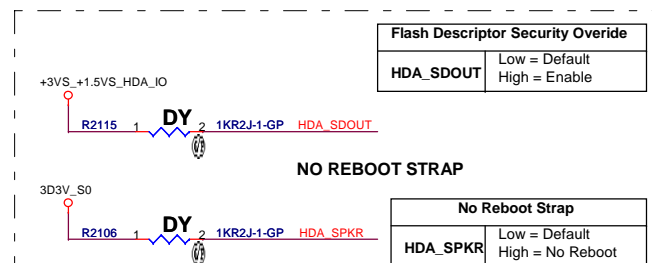 Flash Descriptor Security Overide
HDA_SDOUT
Low = Default
High = Enable
+3VS_+1.5VS_HDA_IO
R2115 1 DY 2 1KR2J-1-GP HDA_SDOUT
NO REBOOT STRAP
3D3V_S0
R2106 1 DY 2 1KR2J-1-GP HDA_SPKR
No Reboot Strap
HDA_SPKR
Low = Default
High = No Reboot